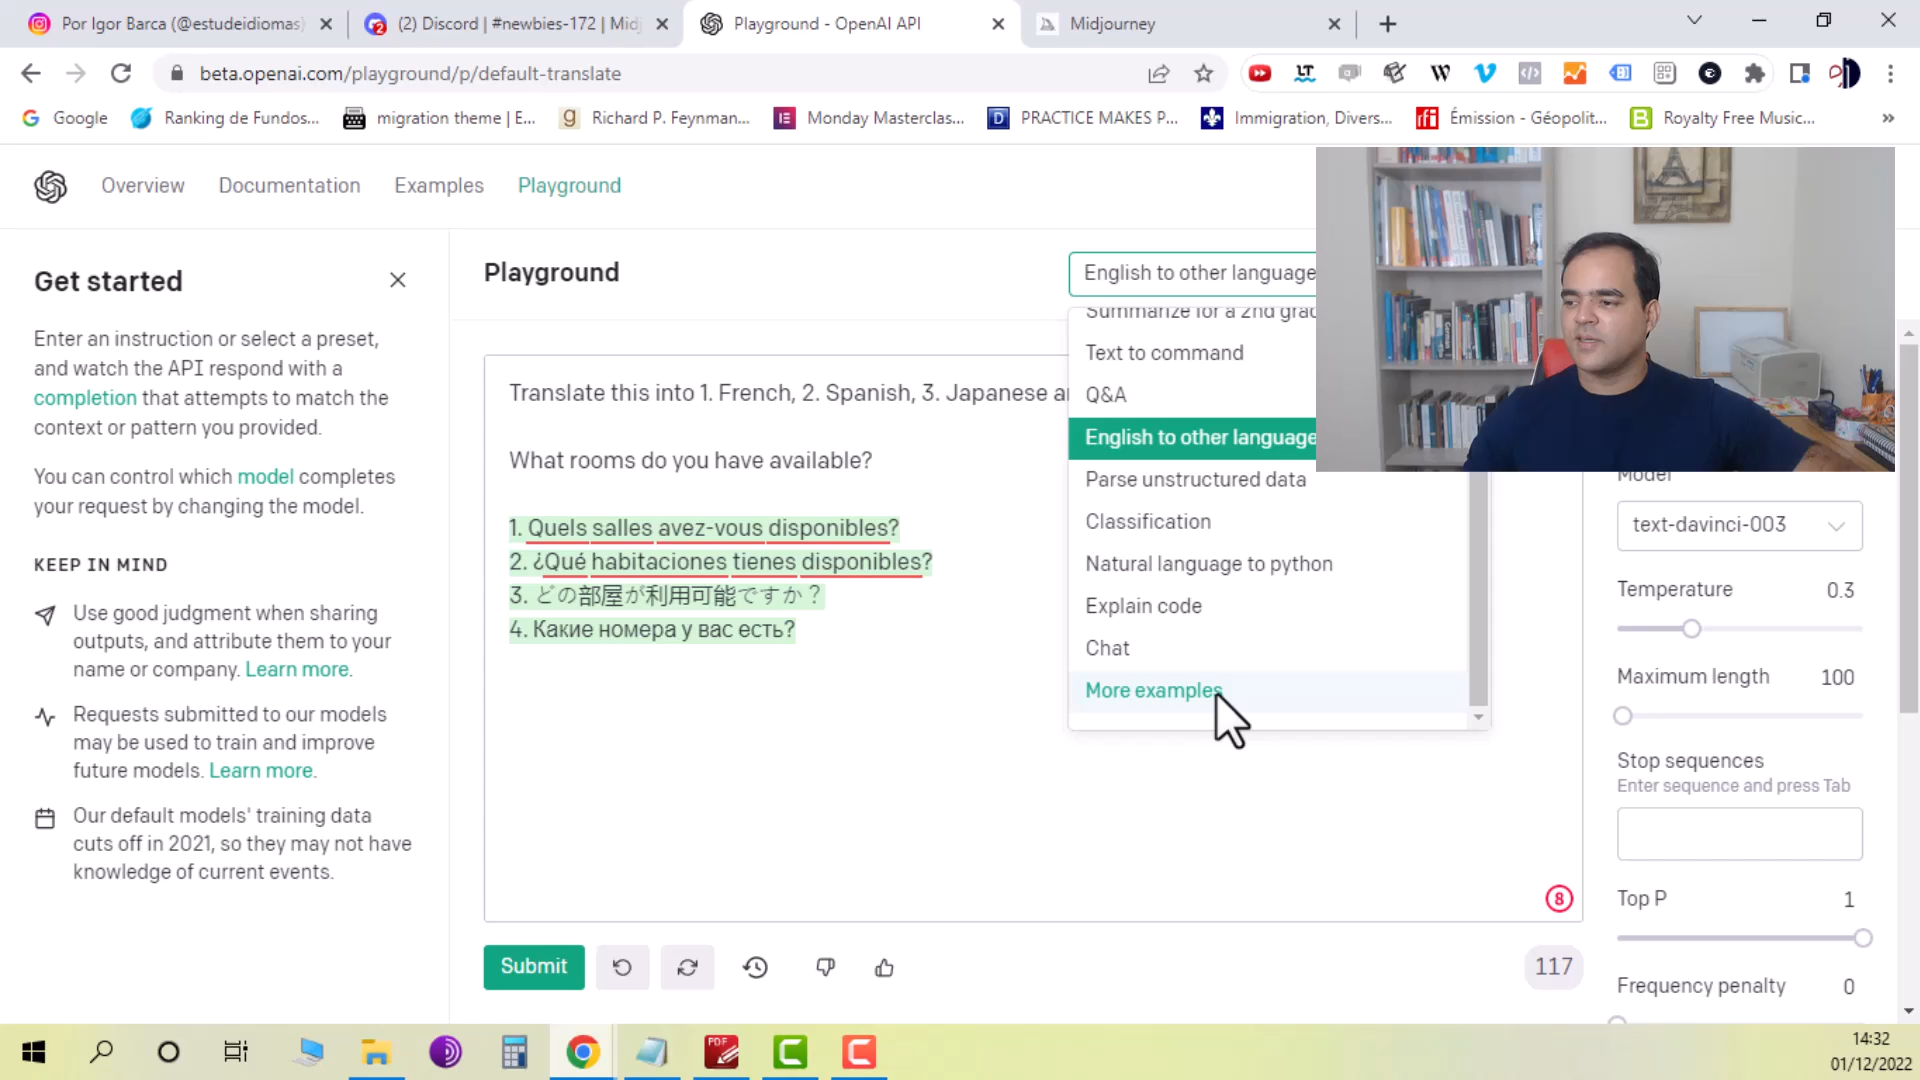 Por Igor Barca (@estudeidiomas)
(2) Discord | #newbies-172 | Midj
Playground - OpenAI API
Midjourney
beta.openai.com/playground/p/default-translate
Google
Ranking de Fundos...
migration theme | E...
Richard P. Feynman...
Monday Masterclas...
PRACTICE MAKES P...
Immigration, Divers...
Émission - Géopolit...
Royalty Free Music...
Overview
Documentation
Examples
Playground
Get started
Enter an instruction or select a preset,
and watch the API respond with a
completion that attempts to match the
context or pattern you provided.
You can control which model completes
your request by changing the model.
KEEP IN MIND
Use good judgment when sharing
outputs, and attribute them to your
name or company. Learn more.
Requests submitted to our models
may be used to train and improve
future models. Learn more.
Our default models' training data
cuts off in 2021, so they may not have
knowledge of current events.
Playground
English to other language
Summarize for a 2nd grad
Text to command
Q&A
English to other language
Parse unstructured data
Classification
Natural language to python
Explain code
Chat
More examples
Translate this into 1. French, 2. Spanish, 3. Japanese
What rooms do you have available?
1. Quels salles avez-vous disponibles?
2. ¿Qué habitaciones tienes disponibles?
3. どの部屋が利用可能ですか？
4. Какие номера у вас есть?
8
Submit
117
Model
text-davinci-003
Temperature 0.3
Maximum length 100
Stop sequences
Enter sequence and press Tab
Top P 1
Frequency penalty 0
14:32
01/12/2022